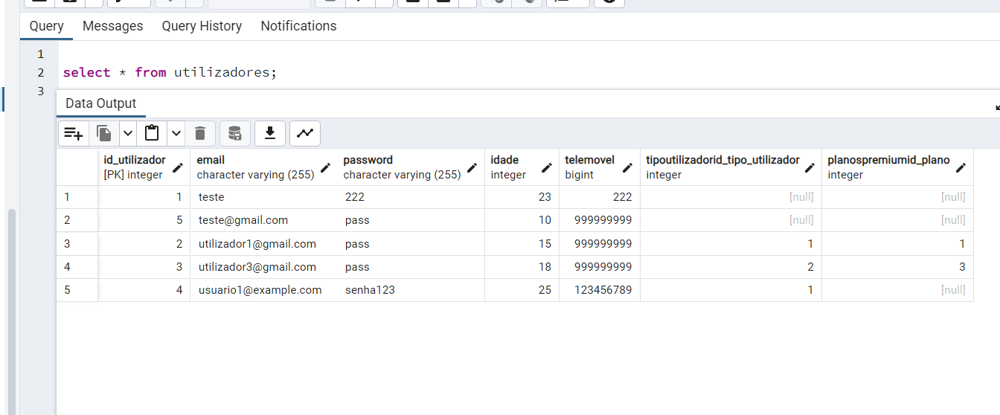 Query Messages Query History Notifications
1
2 select * from utilizadores;
3
Data Output
id_utilizador email password idade telemovel tipoutilizadorid_tipo_utilizador planospremiumid_plano
[PK] integer character varying (255) character varying (255) integer bigint integer integer
1 1 teste 222 23 222 [null] [null]
2 5 teste@gmail.com pass 10 999999999 [null] [null]
3 2 utilizador1@gmail.com pass 15 999999999 1 1
4 3 utilizador3@gmail.com pass 18 999999999 2 3
5 4 usuario1@example.com senha123 25 123456789 1 [null]